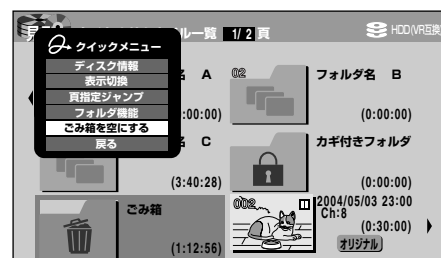 ル一覧 1/2 頁 HDD(VR互換)
クイックメニュー
ディスク情報
表示切換
頁指定ジャンプ
フォルダ機能
ごみ箱を空にする
戻る
A
:00:00)
02 フォルダ名 B
(0:00:00)
C
(3:40:28)
カギ付きフォルダ
(0:00:00)
ごみ箱
(1:12:56)
002
2004/05/03 23:00
Ch:8
(0:30:00)
オリジナル